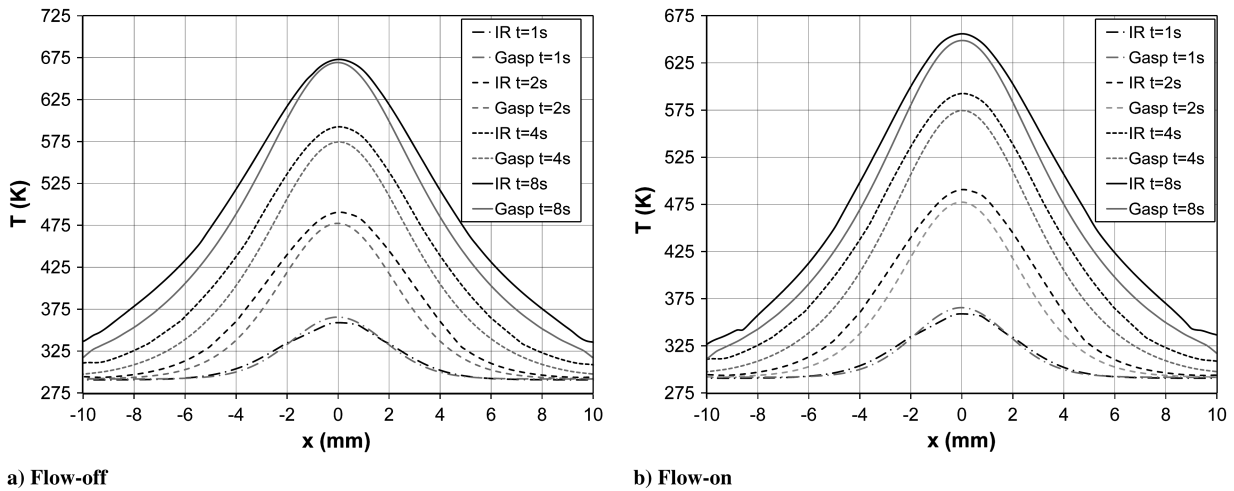 725
675
625
575
525
475
425
375
325
275
T (K)
-10 -8 -6 -4 -2 0 2 4 6 8 10
x (mm)
IR t=1s
Gasp t=1s
IR t=2s
Gasp t=2s
IR t=4s
Gasp t=4s
IR t=8s
Gasp t=8s
a) Flow-off
675
625
575
525
475
425
375
325
275
T (K)
-10 -8 -6 -4 -2 0 2 4 6 8 10
x (mm)
IR t=1s
Gasp t=1s
IR t=2s
Gasp t=2s
IR t=4s
Gasp t=4s
IR t=8s
Gasp t=8s
b) Flow-on